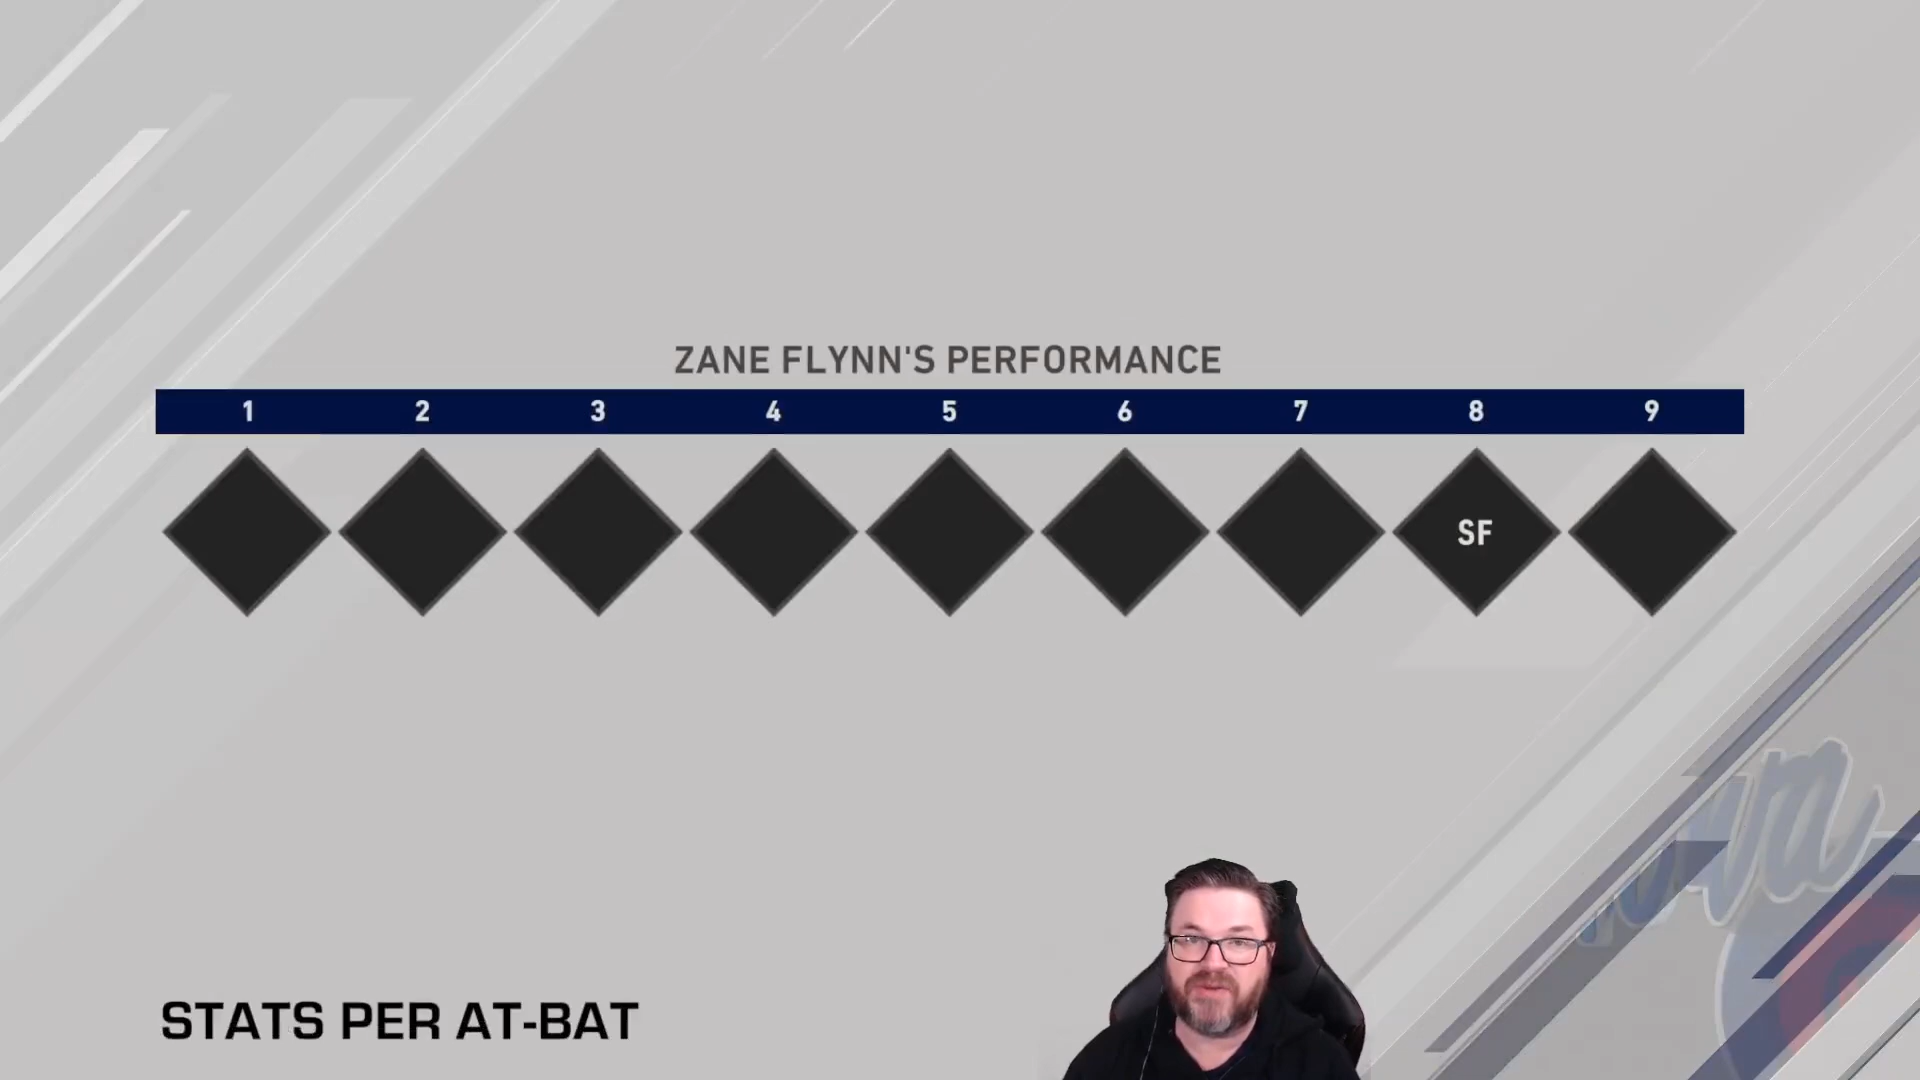 ZANE FLYNN'S PERFORMANCE
1 2 3 4 5 6 7 8 9
SF
STATS PER AT-BAT